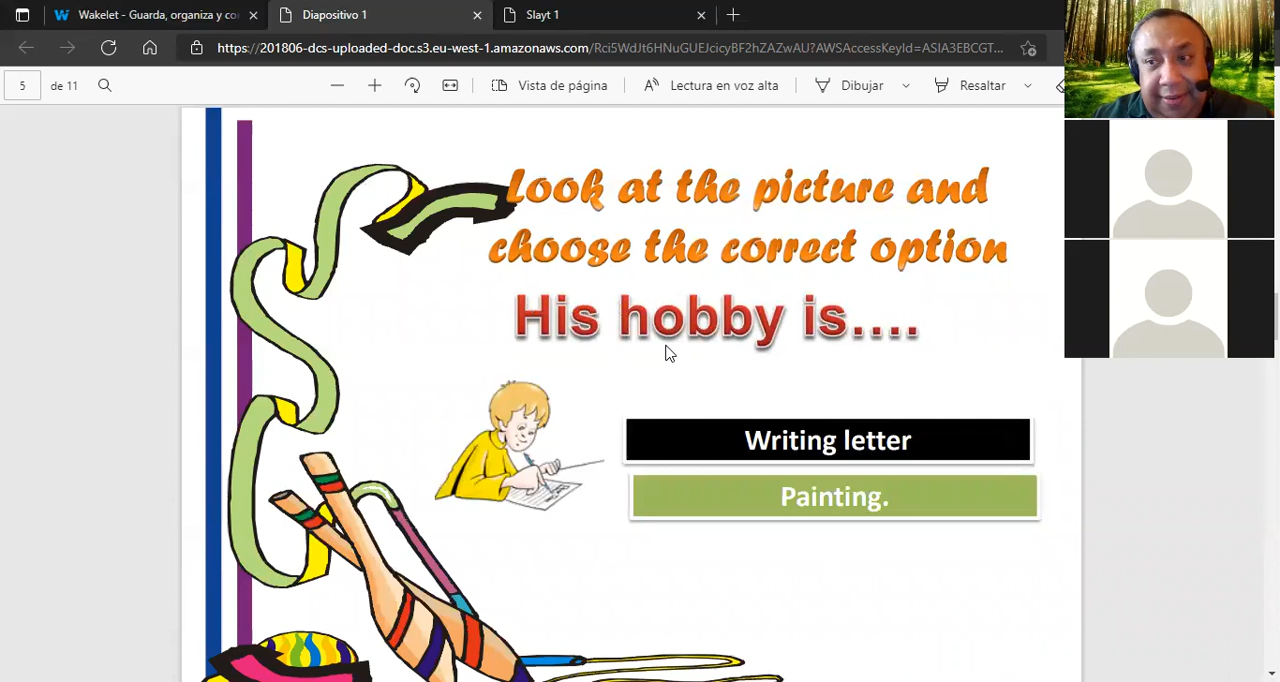 Wakelet - Guarda, organiza y co
Diapositivo 1
Slayt 1
https://201806-dcs-uploaded-doc.s3.eu-west-1.amazonaws.com/Rci5WdJt6HNuGUEJcicyBF2hZAZwAU?AWSAccessKeyId=ASIA3EBCGT...
5 de 11
Vista de página
Lectura en voz alta
Dibujar
Resaltar
Look at the picture and
choose the correct option
His hobby is....
Writing letter
Painting.